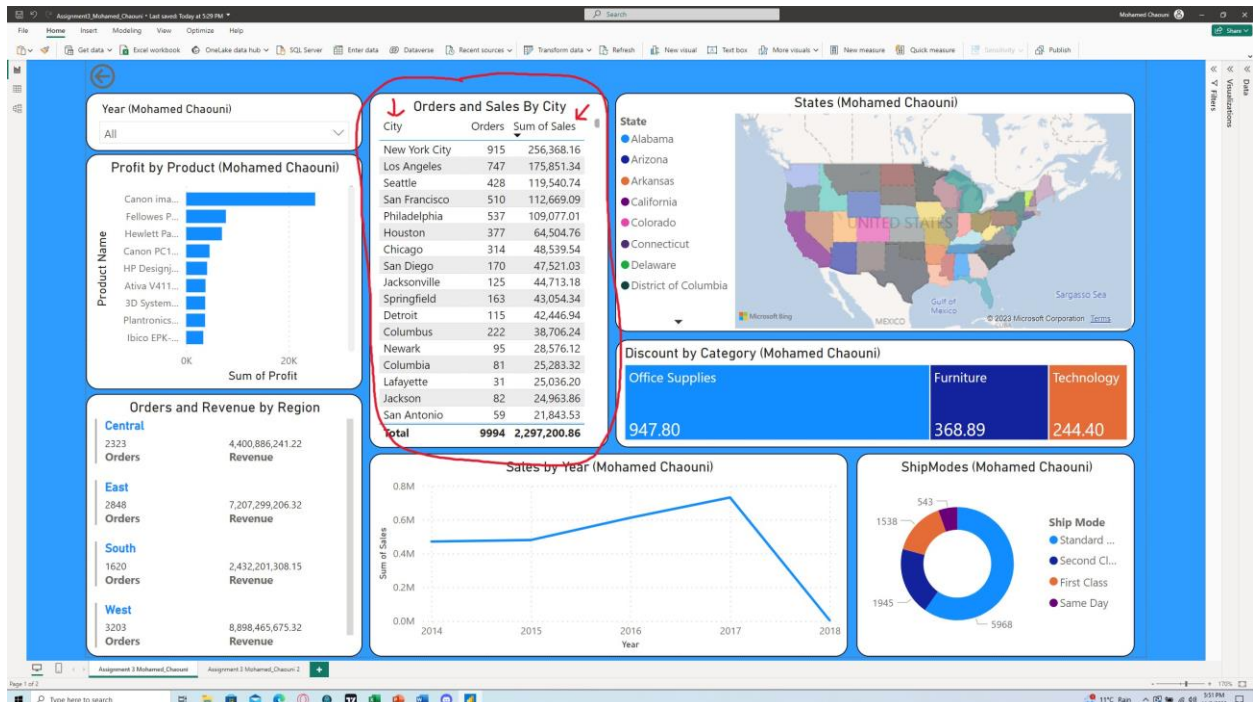 Assignment3_Mohamed_Chaouni • Last saved: Today at 5:29 PM
Search
Mohamed Chaouni
File Home Insert Modeling View Optimize Help
Share
Get data Excel workbook OneLake data hub SQL Server Enter data Dataverse Recent sources Transform data Refresh New visual Text box More visuals New measure Quick measure Sensitivity Publish
Year (Mohamed Chaouni)
All
Profit by Product (Mohamed Chaouni)
Product Name
Canon ima...
Fellowes P...
Hewlett Pa...
Canon PC1...
HP Designj...
Ativa V411...
3D System...
Plantronics...
Ibico EPK-...
0K 20K
Sum of Profit
Orders and Revenue by Region
Central
2323 4,400,886,241.22
Orders Revenue
East
2848 7,207,299,206.32
Orders Revenue
South
1620 2,432,201,308.15
Orders Revenue
West
3203 8,898,465,675.32
Orders Revenue
Orders and Sales By City
City Orders Sum of Sales
New York City 915 256,368.16
Los Angeles 747 175,851.34
Seattle 428 119,540.74
San Francisco 510 112,669.09
Philadelphia 537 109,077.01
Houston 377 64,504.76
Chicago 314 48,539.54
San Diego 170 47,521.03
Jacksonville 125 44,713.18
Springfield 163 43,054.34
Detroit 115 42,446.94
Columbus 222 38,706.24
Newark 95 28,576.12
Columbia 81 25,283.32
Lafayette 31 25,036.20
Jackson 82 24,963.86
San Antonio 59 21,843.53
Total 9994 2,297,200.86
States (Mohamed Chaouni)
State
Alabama
Arizona
Arkansas
California
Colorado
Connecticut
Delaware
District of Columbia
UNITED STATES
Gulf of
Mexico
Sargasso Sea
MEXICO
Microsoft Bing
© 2023 Microsoft Corporation Terms
Discount by Category (Mohamed Chaouni)
Office Supplies Furniture Technology
947.80 368.89 244.40
Sales by Year (Mohamed Chaouni)
Sum of Sales
0.8M
0.6M
0.4M
0.2M
0.0M
2014 2015 2016 2017 2018
Year
ShipModes (Mohamed Chaouni)
543
1538
1945
5968
Ship Mode
Standard ...
Second Cl...
First Class
Same Day
Filters
Visualizations
Data
Assignment 3 Mohamed_Chaouni Assignment 3 Mohamed_Chaouni 2
Page 1 of 2
170%
Type here to search
11°C Rain
5:51 PM